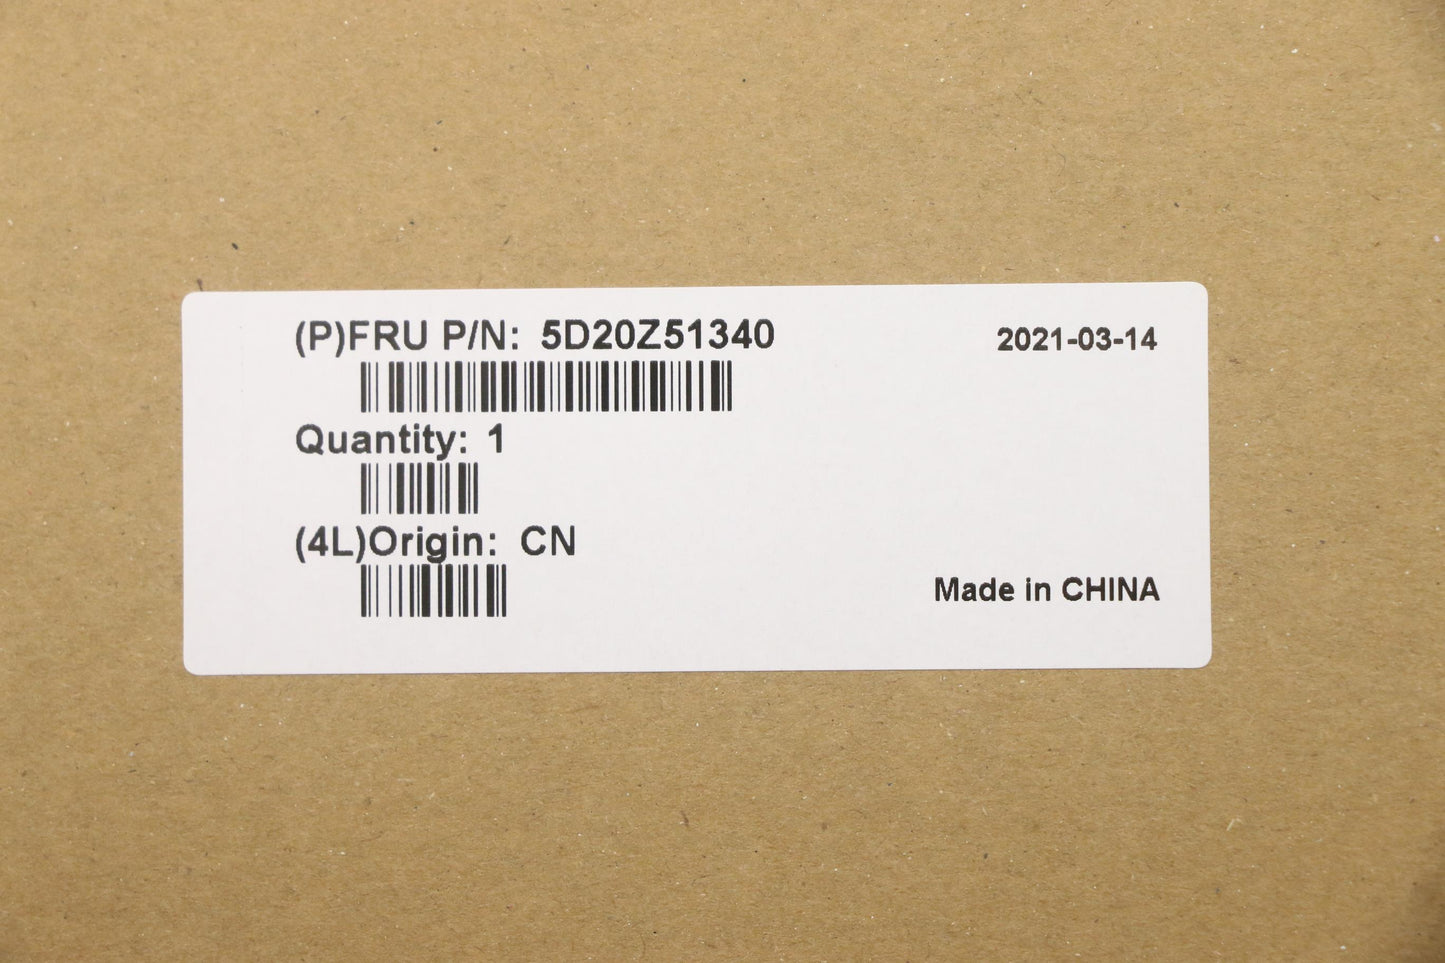 (P)FRU P/N: 5D20Z51340
2021-03-14
Quantity: 1
(4L)Origin: CN
Made in CHINA